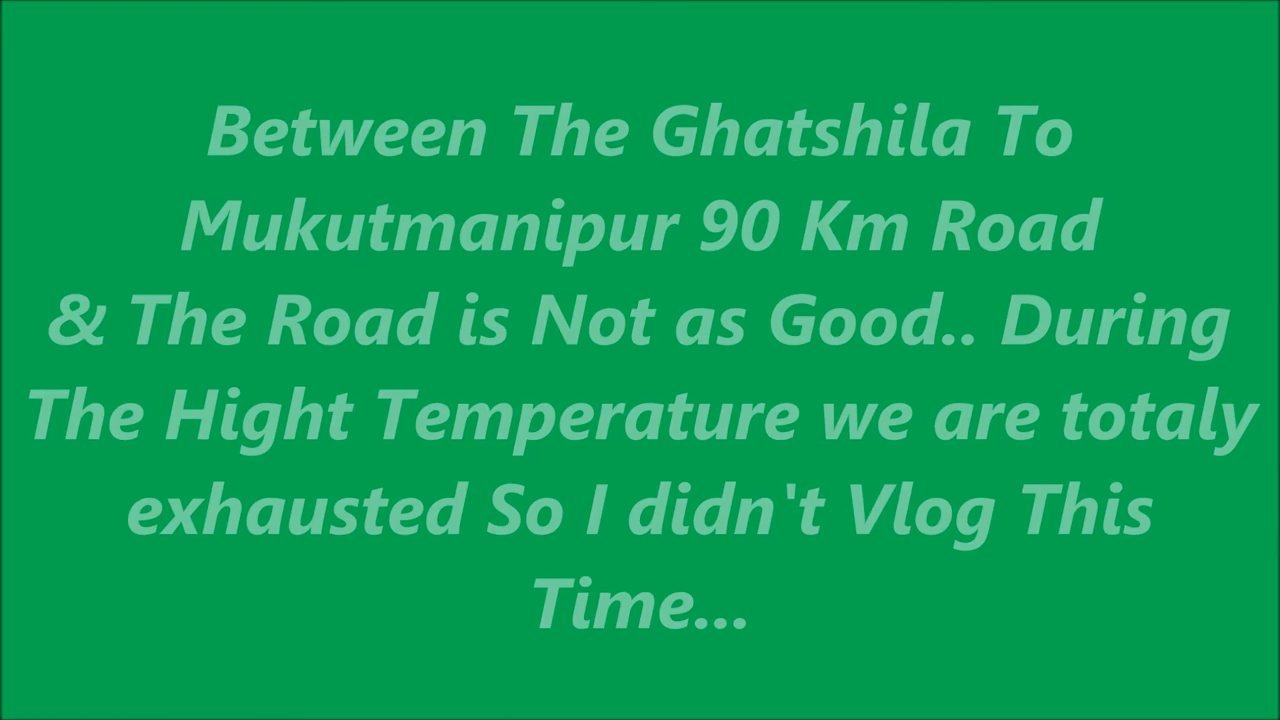 Between The Ghatshila To
Mukutmanipur 90 Km Road
& The Road is Not as Good.. During
The Hight Temperature we are totaly
exhausted So I didn't Vlog This
Time...